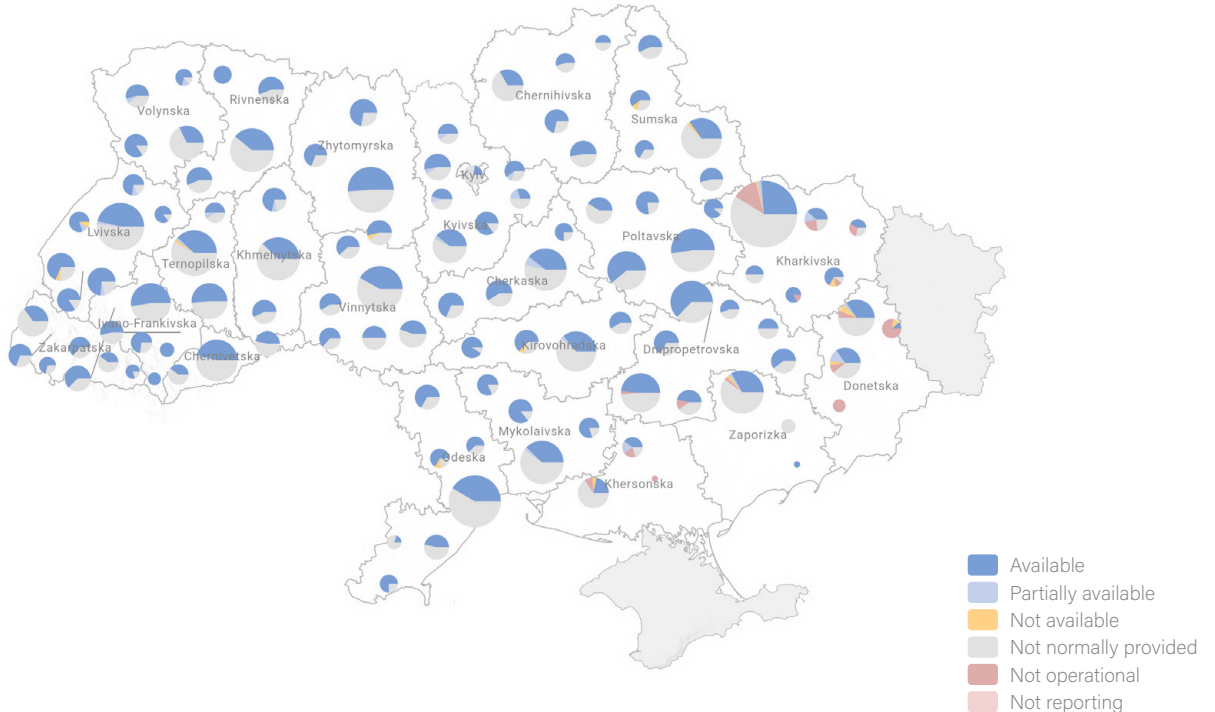 Chernihivska
Rivnenska
Volynska
Sumska
Zhytomyrska
Kyiv
Kyivska
Lvivska
Poltavska
Khmelnytska
Ternopilska
Kharkivska
Cherkaska
Vinnytska
Ivano-Frankivska
Kirovohradska
Zakarpatska
Dnipropetrovska
Chernivetska
Donetska
Mykolaivska
Zaporizka
Odeska
Khersonska
Available
Partially available
Not available
Not normally provided
Not operational
Not reporting